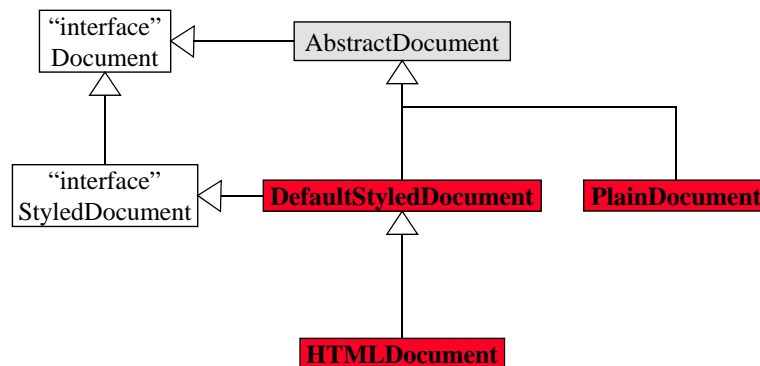 “interface”
Document
AbstractDocument
“interface”
StyledDocument
DefaultStyledDocument
PlainDocument
HTMLDocument